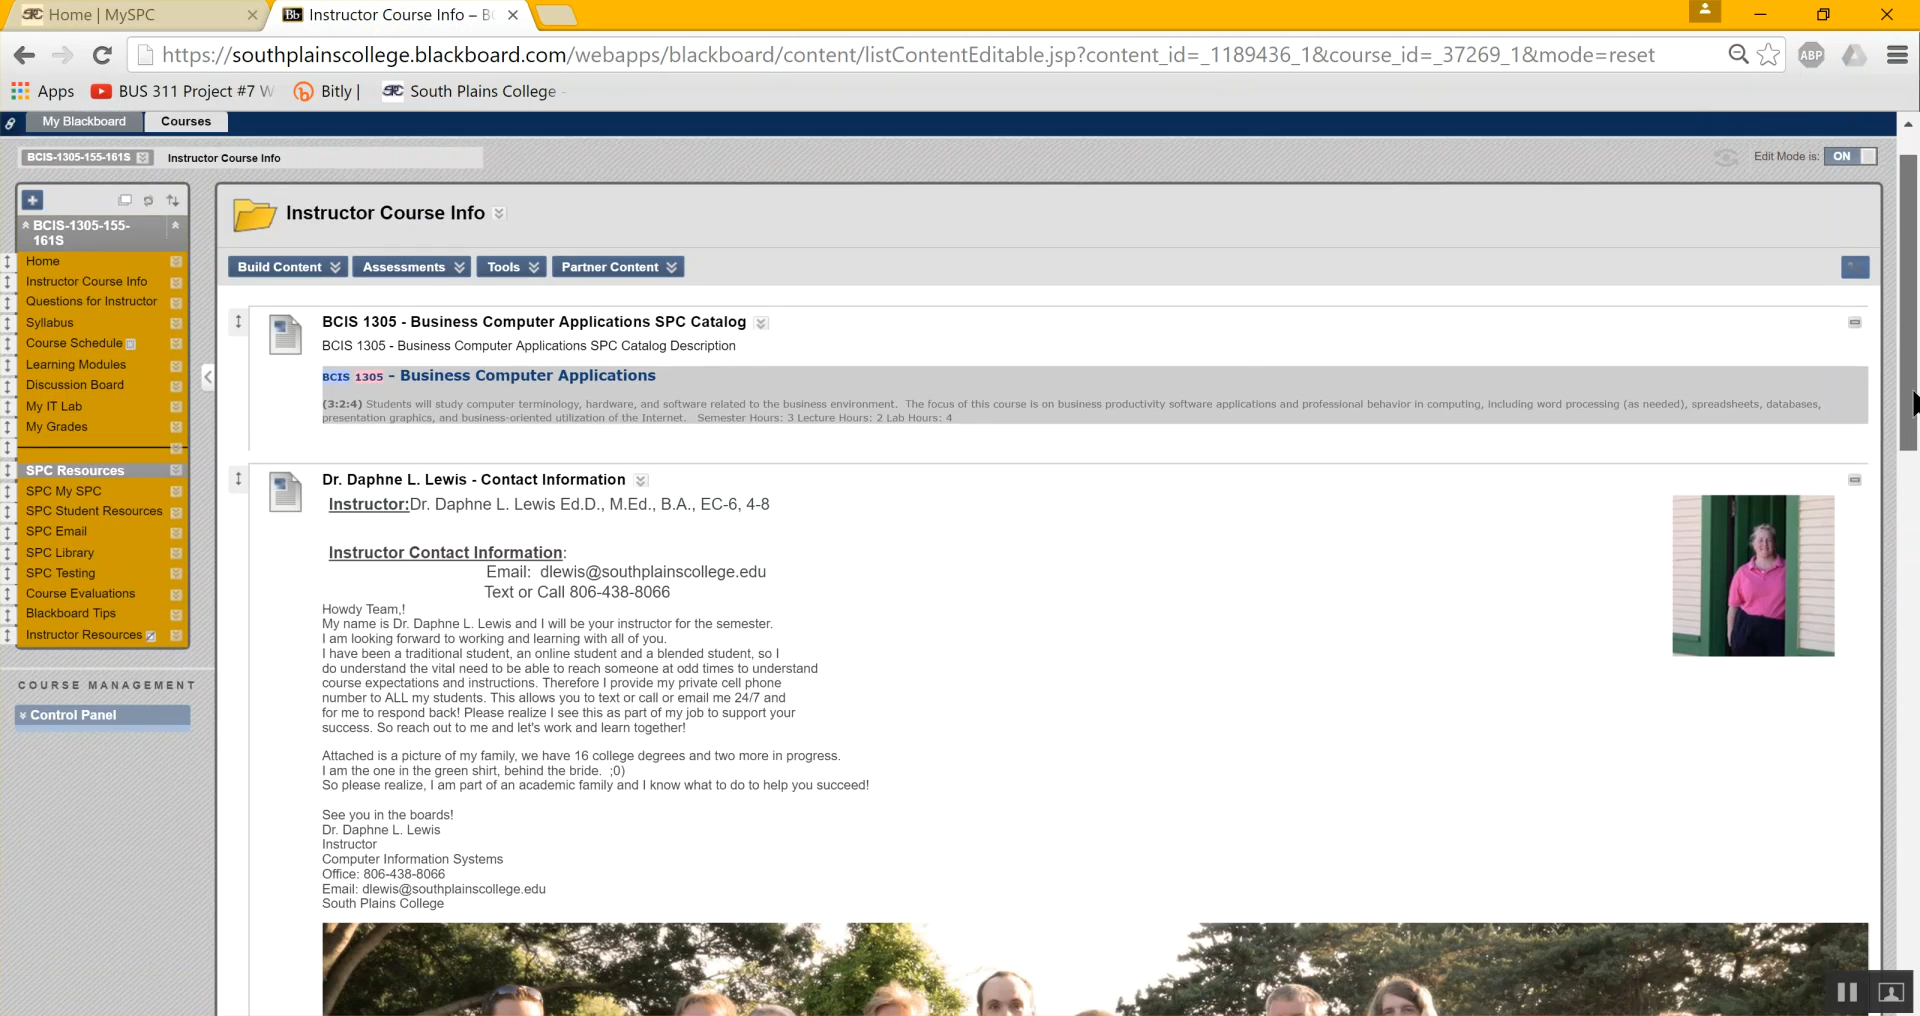 Home | MySPC
Instructor Course Info – B
https://southplainscollege.blackboard.com/webapps/blackboard/content/listContentEditable.jsp?content_id=_1189436_1&course_id=_37269_1&mode=reset
ABP
Apps
BUS 311 Project #7 W
Bitly |
South Plains College -
My Blackboard
Courses
BCIS-1305-155-161S
Instructor Course Info
Edit Mode is: ON
BCIS-1305-155-
161S
Home
Instructor Course Info
Questions for Instructor
Syllabus
Course Schedule
Learning Modules
Discussion Board
My IT Lab
My Grades
SPC Resources
SPC My SPC
SPC Student Resources
SPC Email
SPC Library
SPC Testing
Course Evaluations
Blackboard Tips
Instructor Resources
COURSE MANAGEMENT
Control Panel
Instructor Course Info
Build Content
Assessments
Tools
Partner Content
BCIS 1305 - Business Computer Applications SPC Catalog
BCIS 1305 - Business Computer Applications SPC Catalog Description
BCIS 1305 - Business Computer Applications
(3:2:4) Students will study computer terminology, hardware, and software related to the business environment. The focus of this course is on business productivity software applications and professional behavior in computing, including word processing (as needed), spreadsheets, databases,
presentation graphics, and business-oriented utilization of the Internet. Semester Hours: 3 Lecture Hours: 2 Lab Hours: 4
Dr. Daphne L. Lewis - Contact Information
Instructor:Dr. Daphne L. Lewis Ed.D., M.Ed., B.A., EC-6, 4-8
Instructor Contact Information:
Email: dlewis@southplainscollege.edu
Text or Call 806-438-8066
Howdy Team,!
My name is Dr. Daphne L. Lewis and I will be your instructor for the semester.
I am looking forward to working and learning with all of you.
I have been a traditional student, an online student and a blended student, so I
do understand the vital need to be able to reach someone at odd times to understand
course expectations and instructions. Therefore I provide my private cell phone
number to ALL my students. This allows you to text or call or email me 24/7 and
for me to respond back! Please realize I see this as part of my job to support your
success. So reach out to me and let's work and learn together!
Attached is a picture of my family, we have 16 college degrees and two more in progress.
I am the one in the green shirt, behind the bride. ;0)
So please realize, I am part of an academic family and I know what to do to help you succeed!
See you in the boards!
Dr. Daphne L. Lewis
Instructor
Computer Information Systems
Office: 806-438-8066
Email: dlewis@southplainscollege.edu
South Plains College